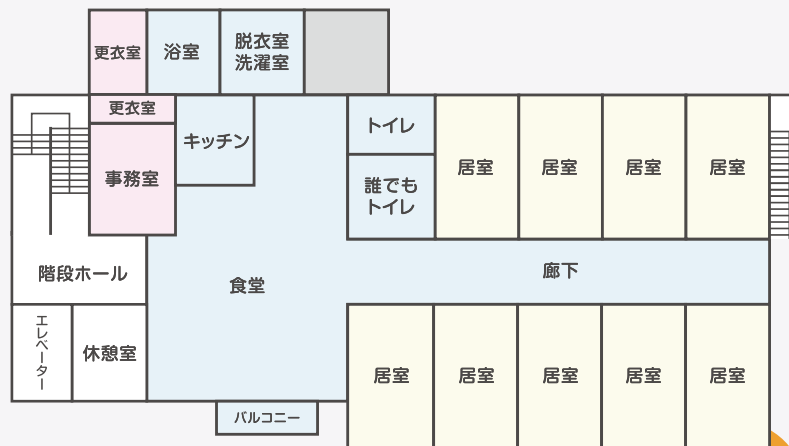 更衣室
浴室
脱衣室
洗濯室
更衣室
キッチン
事務室
トイレ
誰でも
トイレ
居室
居室
居室
居室
階段ホール
食堂
廊下
エレベーター
休憩室
居室
居室
居室
居室
居室
バルコニー